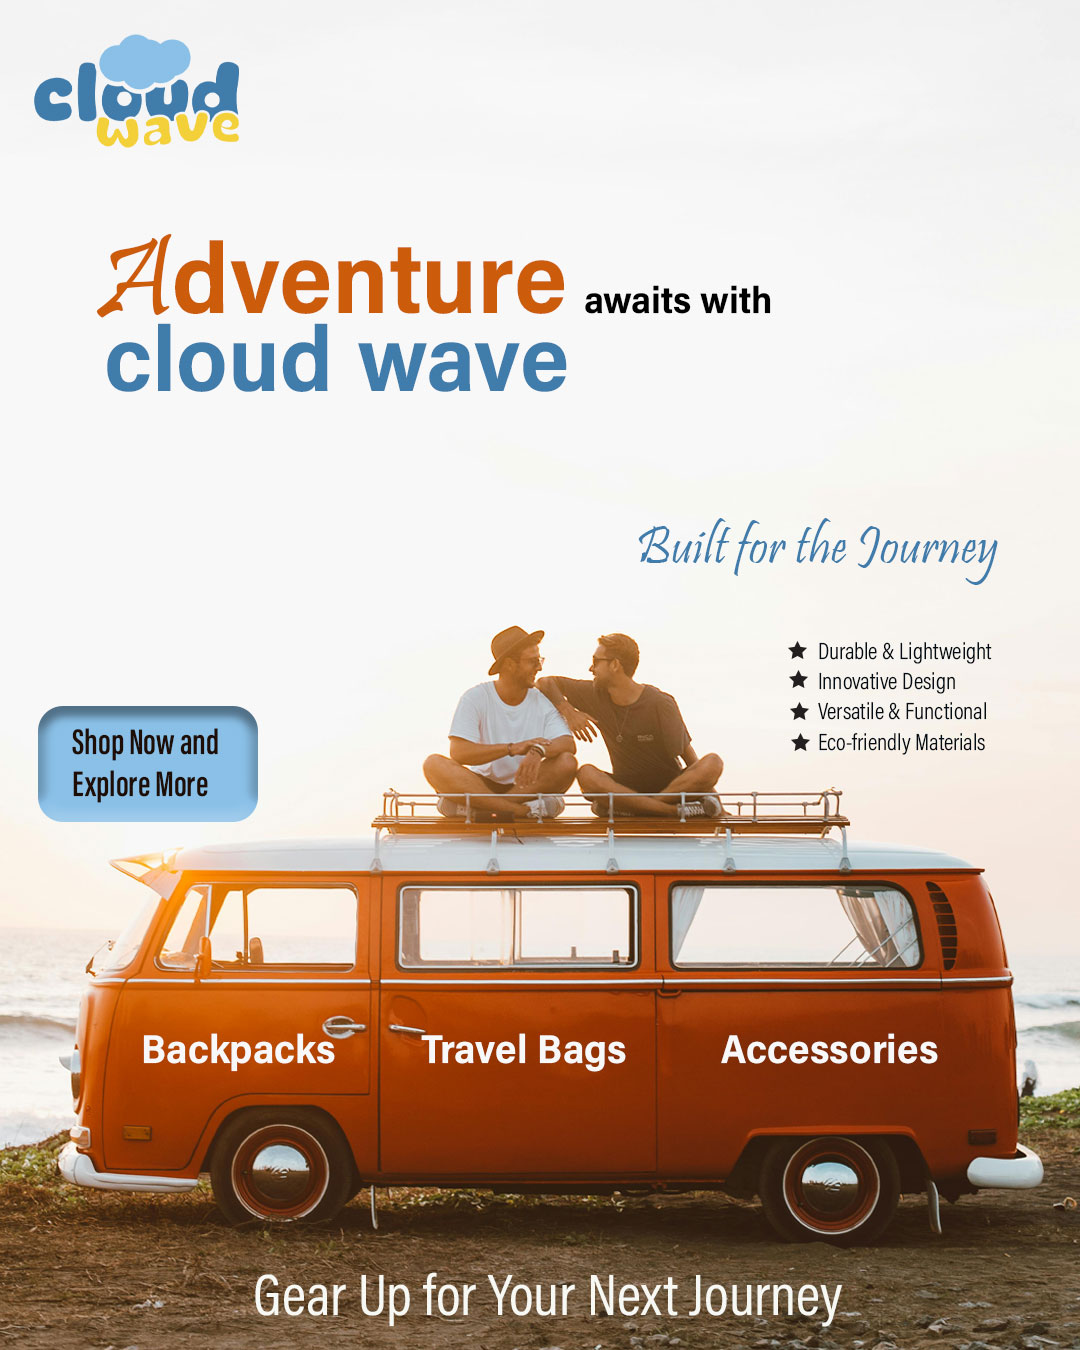 cloud
wave
Adventure awaits with
cloud wave
Built for the Journey
Durable & Lightweight
Innovative Design
Versatile & Functional
Eco-friendly Materials
Shop Now and
Explore More
Backpacks Travel Bags Accessories
Gear Up for Your Next Journey